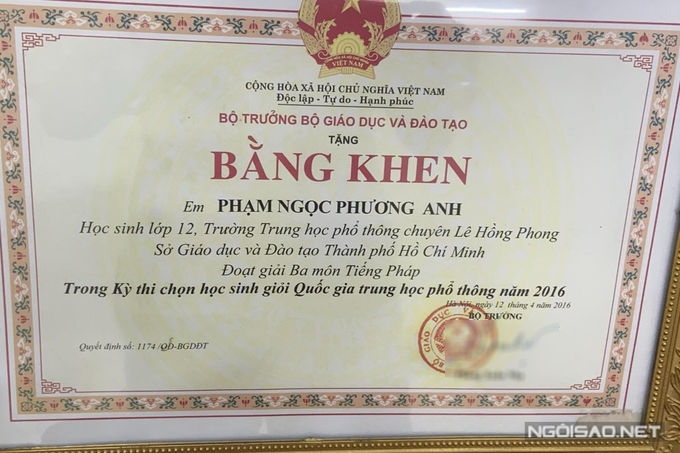 VIỆT NAM
CỘNG HÒA XÃ HỘI CHỦ NGHĨA VIỆT NAM
Độc lập - Tự do - Hạnh phúc
BỘ TRƯỞNG BỘ GIÁO DỤC VÀ ĐÀO TẠO
TẶNG
BẰNG KHEN
Em PHẠM NGỌC PHƯƠNG ANH
Học sinh lớp 12, Trường Trung học phổ thông chuyên Lê Hồng Phong
Sở Giáo dục và Đào tạo Thành phố Hồ Chí Minh
Đoạt giải Ba môn Tiếng Pháp
Trong Kỳ thi chọn học sinh giỏi Quốc gia trung học phổ thông năm 2016
Hà Nội, ngày 12 tháng 4 năm 2016
BỘ TRƯỞNG
BỘ GIÁO DỤC
Quyết định số: 1174 /QĐ-BGDĐT
NGÔISAO.NET